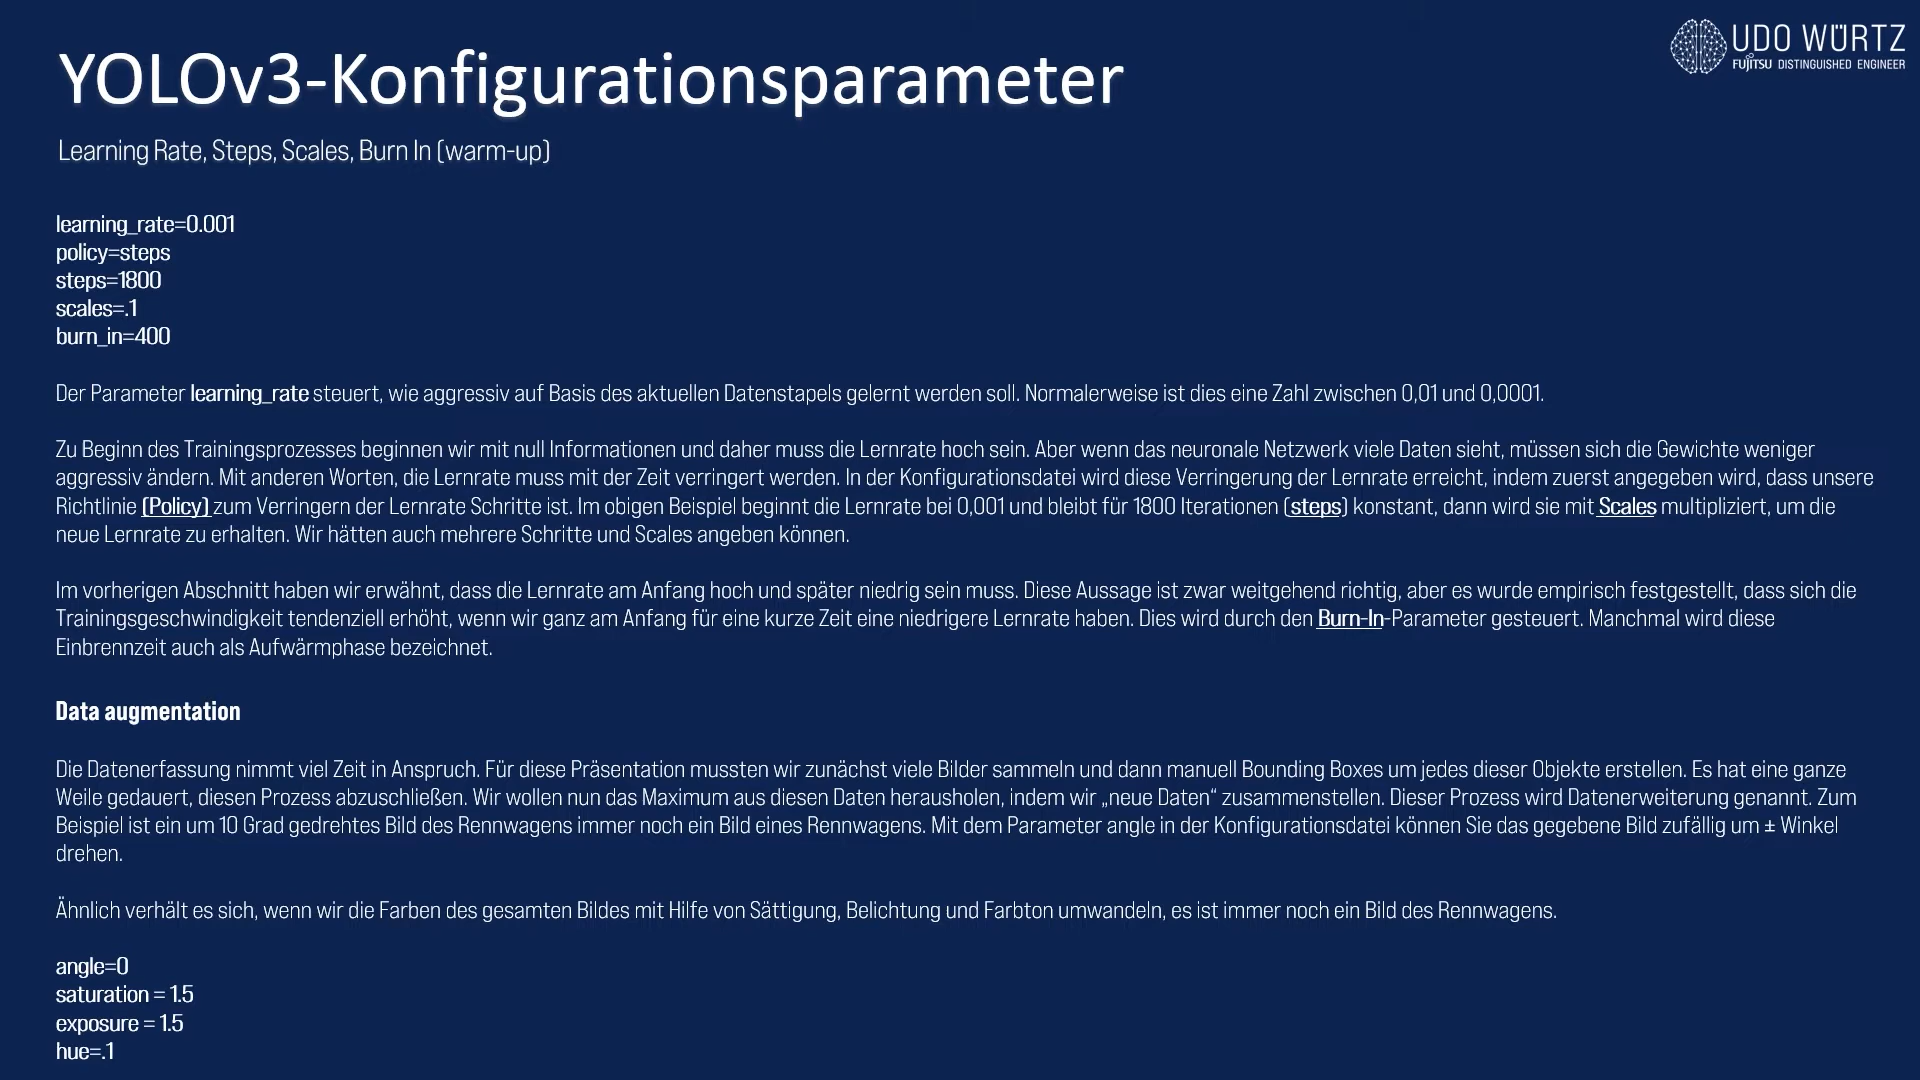 UDO WÜRTZ
FUJITSU DISTINGUISHED ENGINEER
YOLOv3-Konfigurationsparameter
Learning Rate, Steps, Scales, Burn In (warm-up)
learning_rate=0.001
policy=steps
steps=1800
scales=.1
burn_in=400
Der Parameter learning_rate steuert, wie aggressiv auf Basis des aktuellen Datenstapels gelernt werden soll. Normalerweise ist dies eine Zahl zwischen 0,01 und 0,0001.
Zu Beginn des Trainingsprozesses beginnen wir mit null Informationen und daher muss die Lernrate hoch sein. Aber wenn das neuronale Netzwerk viele Daten sieht, müssen sich die Gewichte weniger
aggressiv ändern. Mit anderen Worten, die Lernrate muss mit der Zeit verringert werden. In der Konfigurationsdatei wird diese Verringerung der Lernrate erreicht, indem zuerst angegeben wird, dass unsere
Richtlinie (Policy) zum Verringern der Lernrate Schritte ist. Im obigen Beispiel beginnt die Lernrate bei 0,001 und bleibt für 1800 Iterationen (steps) konstant, dann wird sie mit Scales multipliziert, um die
neue Lernrate zu erhalten. Wir hätten auch mehrere Schritte und Scales angeben können.
Im vorherigen Abschnitt haben wir erwähnt, dass die Lernrate am Anfang hoch und später niedrig sein muss. Diese Aussage ist zwar weitgehend richtig, aber es wurde empirisch festgestellt, dass sich die
Trainingsgeschwindigkeit tendenziell erhöht, wenn wir ganz am Anfang für eine kurze Zeit eine niedrigere Lernrate haben. Dies wird durch den Burn-In-Parameter gesteuert. Manchmal wird diese
Einbrennzeit auch als Aufwärmphase bezeichnet.
Data augmentation
Die Datenerfassung nimmt viel Zeit in Anspruch. Für diese Präsentation mussten wir zunächst viele Bilder sammeln und dann manuell Bounding Boxes um jedes dieser Objekte erstellen. Es hat eine ganze
Weile gedauert, diesen Prozess abzuschließen. Wir wollen nun das Maximum aus diesen Daten herausholen, indem wir „neue Daten“ zusammenstellen. Dieser Prozess wird Datenerweiterung genannt. Zum
Beispiel ist ein um 10 Grad gedrehtes Bild des Rennwagens immer noch ein Bild eines Rennwagens. Mit dem Parameter angle in der Konfigurationsdatei können Sie das gegebene Bild zufällig um ± Winkel
drehen.
Ähnlich verhält es sich, wenn wir die Farben des gesamten Bildes mit Hilfe von Sättigung, Belichtung und Farbton umwandeln, es ist immer noch ein Bild des Rennwagens.
angle=0
saturation = 1.5
exposure = 1.5
hue=.1